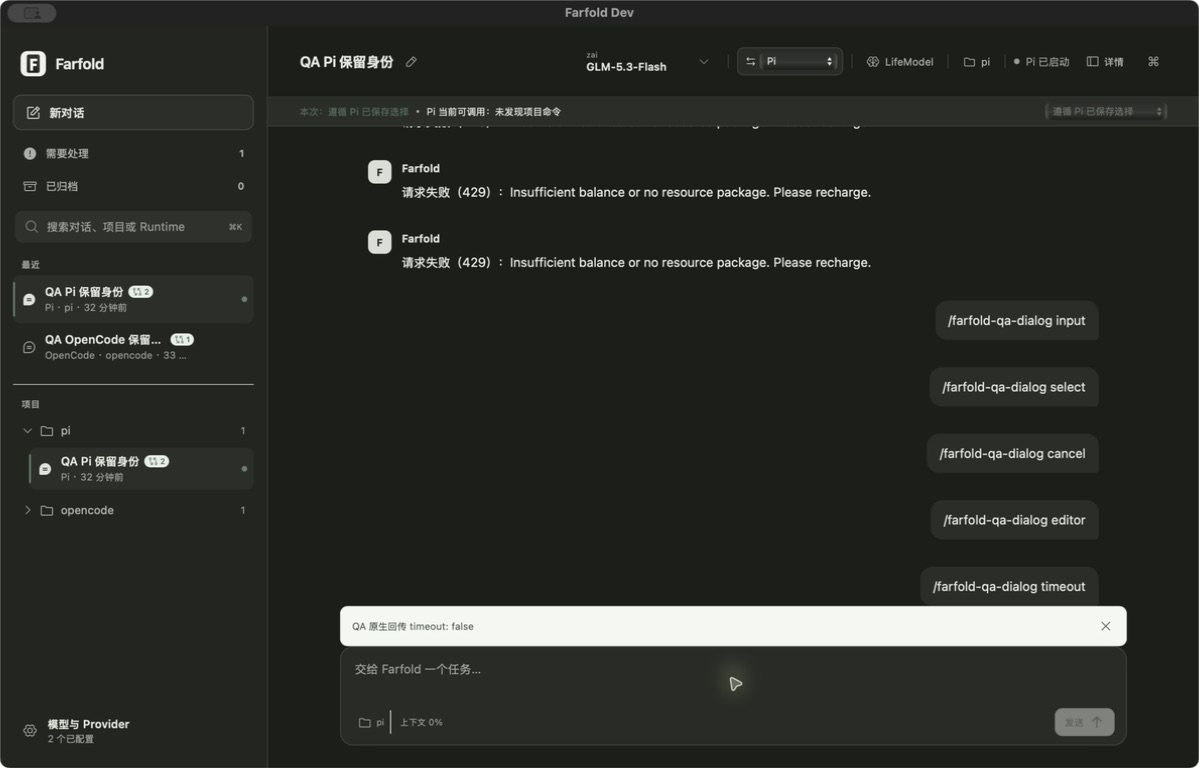 Farfold Dev
Farfold
新对话
需要处理 1
已归档 0
搜索对话、项目或 Runtime ⌘K
最近
QA Pi 保留身份 2
Pi · pi · 32 分钟前
QA OpenCode 保留... 1
OpenCode · opencode · 33 ...
项目
pi 1
QA Pi 保留身份 2
Pi · 32 分钟前
opencode 1
模型与 Provider
2 个已配置
QA Pi 保留身份
zai
GLM-5.3-Flash
Pi
LifeModel
pi
Pi 已启动
详情
⌘
本次：遵循 Pi 已保存选择 • Pi 当前可调用：未发现项目命令
遵循 Pi 已保存选择
F Farfold
请求失败（429）：Insufficient balance or no resource package. Please recharge.
F Farfold
请求失败（429）：Insufficient balance or no resource package. Please recharge.
/farfold-qa-dialog input
/farfold-qa-dialog select
/farfold-qa-dialog cancel
/farfold-qa-dialog editor
/farfold-qa-dialog timeout
QA 原生回传 timeout: false
交给 Farfold 一个任务...
pi 上下文 0%
发送